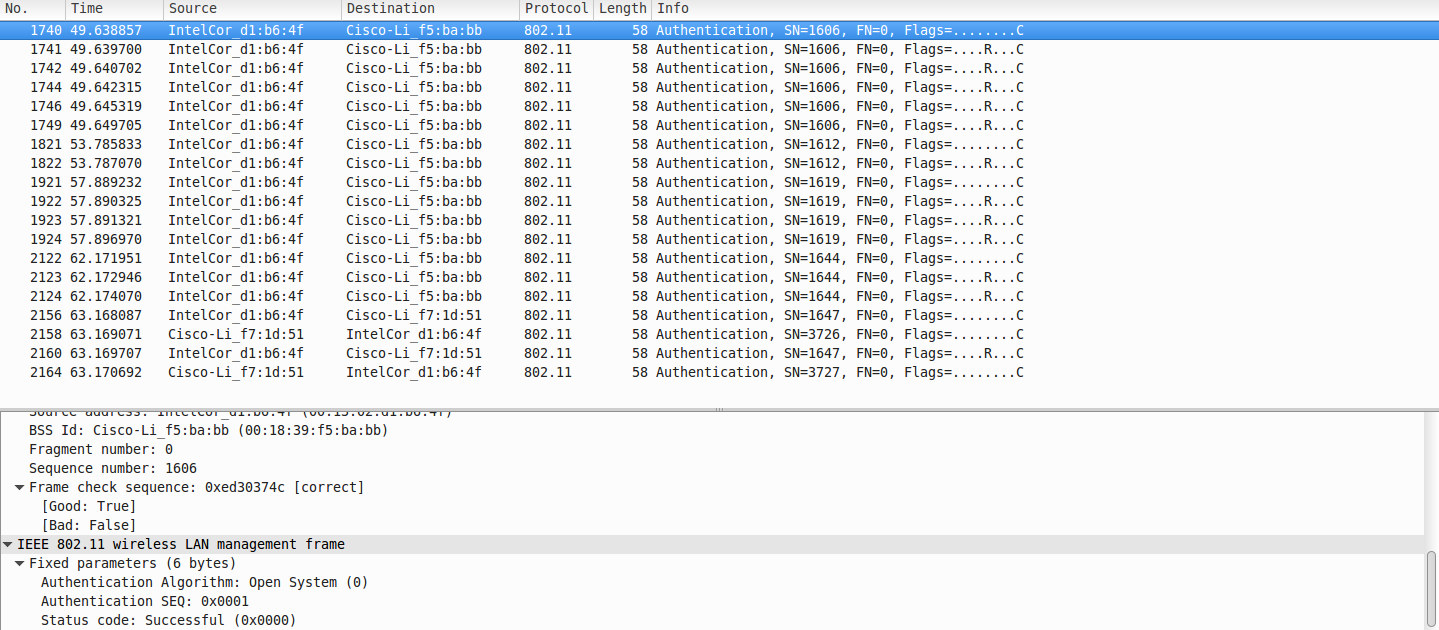 No. Time Source Destination Protocol Length Info
1740 49.638857 IntelCor_d1:b6:4f Cisco-Li_f5:ba:bb 802.11 58 Authentication, SN=1606, FN=0, Flags=........C
1741 49.639700 IntelCor_d1:b6:4f Cisco-Li_f5:ba:bb 802.11 58 Authentication, SN=1606, FN=0, Flags=....R...C
1742 49.640702 IntelCor_d1:b6:4f Cisco-Li_f5:ba:bb 802.11 58 Authentication, SN=1606, FN=0, Flags=....R...C
1744 49.642315 IntelCor_d1:b6:4f Cisco-Li_f5:ba:bb 802.11 58 Authentication, SN=1606, FN=0, Flags=....R...C
1746 49.645319 IntelCor_d1:b6:4f Cisco-Li_f5:ba:bb 802.11 58 Authentication, SN=1606, FN=0, Flags=....R...C
1749 49.649705 IntelCor_d1:b6:4f Cisco-Li_f5:ba:bb 802.11 58 Authentication, SN=1606, FN=0, Flags=....R...C
1821 53.785833 IntelCor_d1:b6:4f Cisco-Li_f5:ba:bb 802.11 58 Authentication, SN=1612, FN=0, Flags=........C
1822 53.787070 IntelCor_d1:b6:4f Cisco-Li_f5:ba:bb 802.11 58 Authentication, SN=1612, FN=0, Flags=....R...C
1921 57.889232 IntelCor_d1:b6:4f Cisco-Li_f5:ba:bb 802.11 58 Authentication, SN=1619, FN=0, Flags=........C
1922 57.890325 IntelCor_d1:b6:4f Cisco-Li_f5:ba:bb 802.11 58 Authentication, SN=1619, FN=0, Flags=....R...C
1923 57.891321 IntelCor_d1:b6:4f Cisco-Li_f5:ba:bb 802.11 58 Authentication, SN=1619, FN=0, Flags=....R...C
1924 57.896970 IntelCor_d1:b6:4f Cisco-Li_f5:ba:bb 802.11 58 Authentication, SN=1619, FN=0, Flags=....R...C
2122 62.171951 IntelCor_d1:b6:4f Cisco-Li_f5:ba:bb 802.11 58 Authentication, SN=1644, FN=0, Flags=........C
2123 62.172946 IntelCor_d1:b6:4f Cisco-Li_f5:ba:bb 802.11 58 Authentication, SN=1644, FN=0, Flags=....R...C
2124 62.174070 IntelCor_d1:b6:4f Cisco-Li_f5:ba:bb 802.11 58 Authentication, SN=1644, FN=0, Flags=....R...C
2156 63.168087 IntelCor_d1:b6:4f Cisco-Li_f7:1d:51 802.11 58 Authentication, SN=1647, FN=0, Flags=........C
2158 63.169071 Cisco-Li_f7:1d:51 IntelCor_d1:b6:4f 802.11 58 Authentication, SN=3726, FN=0, Flags=........C
2160 63.169707 IntelCor_d1:b6:4f Cisco-Li_f7:1d:51 802.11 58 Authentication, SN=1647, FN=0, Flags=....R...C
2164 63.170692 Cisco-Li_f7:1d:51 IntelCor_d1:b6:4f 802.11 58 Authentication, SN=3727, FN=0, Flags=........C
Source address: IntelCor_d1:b6:4f (00:13:02:d1:b6:4f)
BSS Id: Cisco-Li_f5:ba:bb (00:18:39:f5:ba:bb)
Fragment number: 0
Sequence number: 1606
Frame check sequence: 0xed30374c [correct]
[Good: True]
[Bad: False]
IEEE 802.11 wireless LAN management frame
Fixed parameters (6 bytes)
Authentication Algorithm: Open System (0)
Authentication SEQ: 0x0001
Status code: Successful (0x0000)